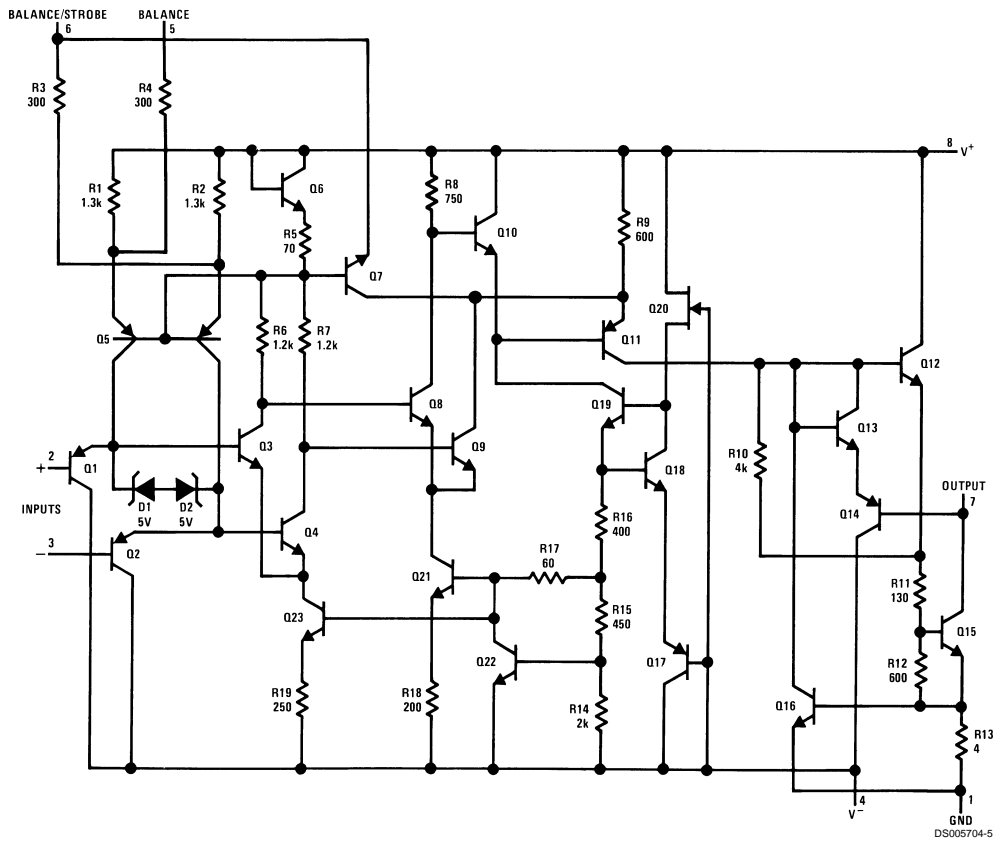 BALANCE/STROBE BALANCE
6 5
R3
300
R4
300
8 V+
R1
1.3k
R2
1.3k
Q6
R5
70
R8
750
Q10
R9
600
Q7
Q20
Q5
R6
1.2k
R7
1.2k
Q11
Q12
Q8
Q19
Q13
Q3
Q9
Q18
R10
4k
2
+
Q1
INPUTS
D1
5V
D2
5V
OUTPUT
7
Q14
3
−
Q2
Q4
R16
400
R17
60
Q21
R11
130
Q23
R15
450
Q15
Q22
Q17
R12
600
R19
250
R18
200
R14
2k
Q16
R13
4
4
V−
1
GND
DS005704-5